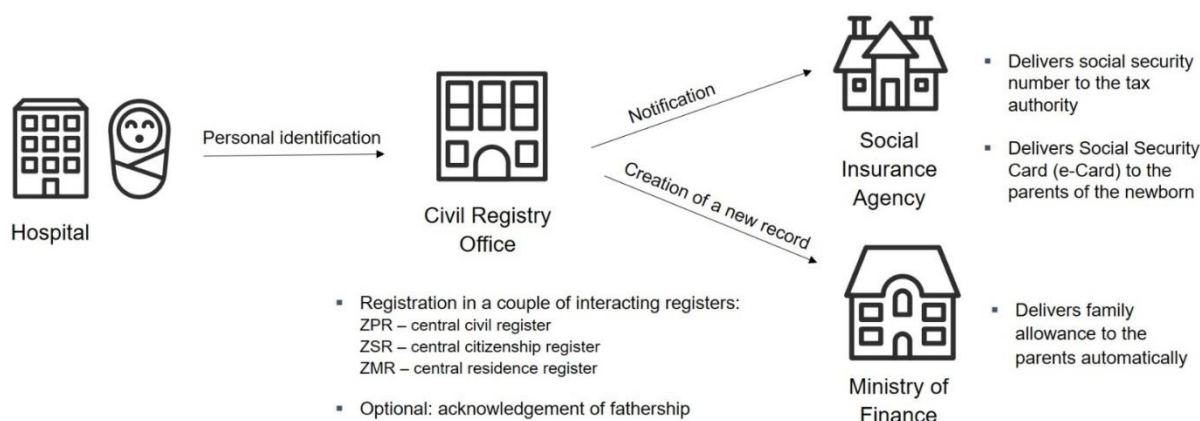 Hospital
Personal identification
Civil Registry
Office
▪ Registration in a couple of interacting registers:
ZPR – central civil register
ZSR – central citizenship register
ZMR – central residence register
▪ Optional: acknowledgement of fathership
Notification
Creation of a new record
Social
Insurance
Agency
▪ Delivers social security
number to the tax
authority
▪ Delivers Social Security
Card (e-Card) to the
parents of the newborn
Ministry of
Finance
▪ Delivers family
allowance to the
parents automatically